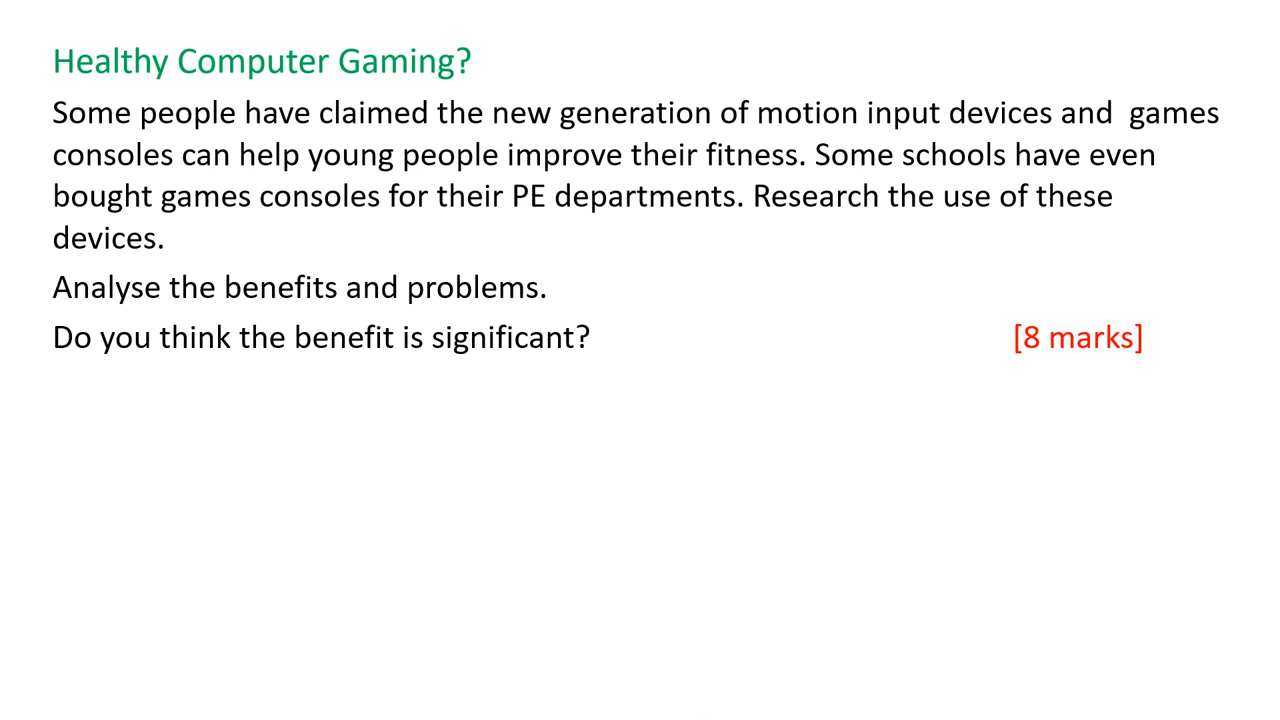 Healthy Computer Gaming?
Some people have claimed the new generation of motion input devices and  games
consoles can help young people improve their fitness. Some schools have even
bought games consoles for their PE departments. Research the use of these
devices.
Analyse the benefits and problems.
Do you think the benefit is significant? [8 marks]